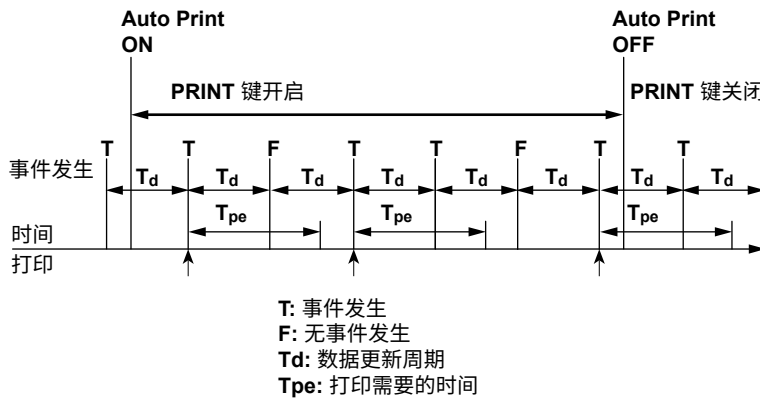 Auto Print
ON
Auto Print
OFF
PRINT 键开启
PRINT 键关闭
T T F T T F T T
事件发生
Td Td Td Td Td Td Td Td
Tpe Tpe Tpe
时间
打印
T: 事件发生
F: 无事件发生
Td: 数据更新周期
Tpe: 打印需要的时间